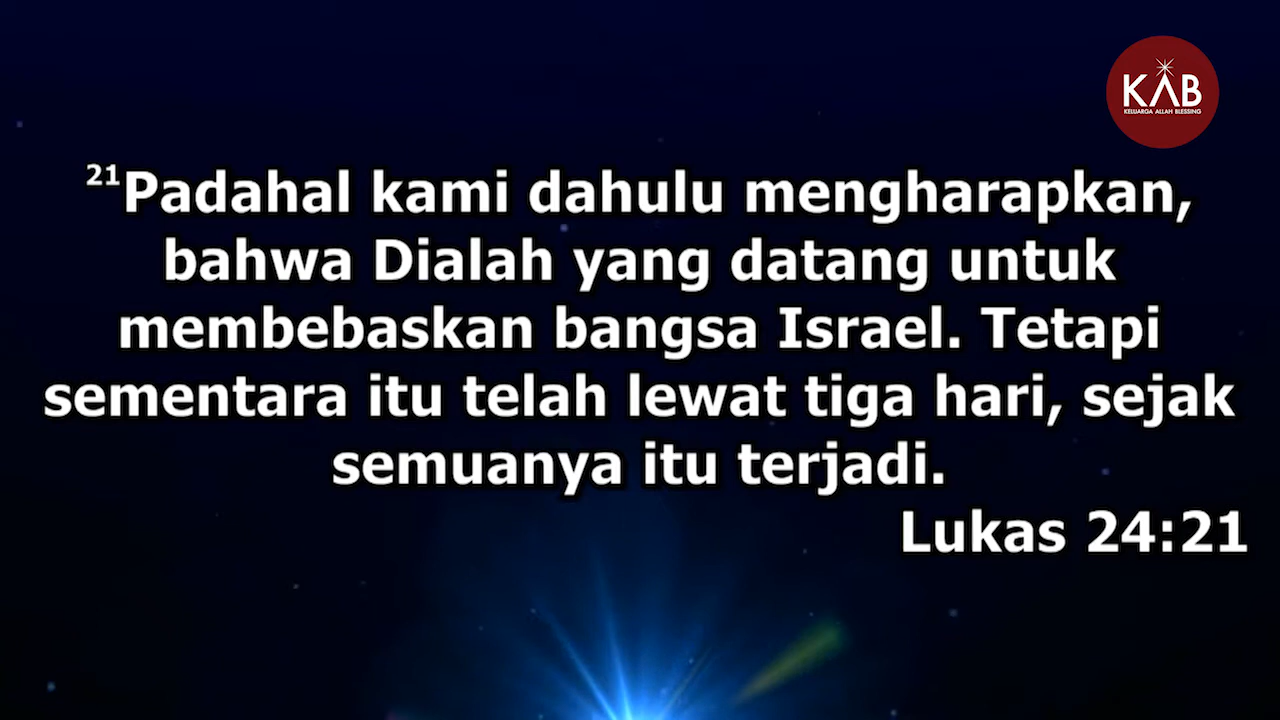 KAB
KELUARGA ALLAH BLESSING
21Padahal kami dahulu mengharapkan,
bahwa Dialah yang datang untuk
membebaskan bangsa Israel. Tetapi
sementara itu telah lewat tiga hari, sejak
semuanya itu terjadi.
Lukas 24:21